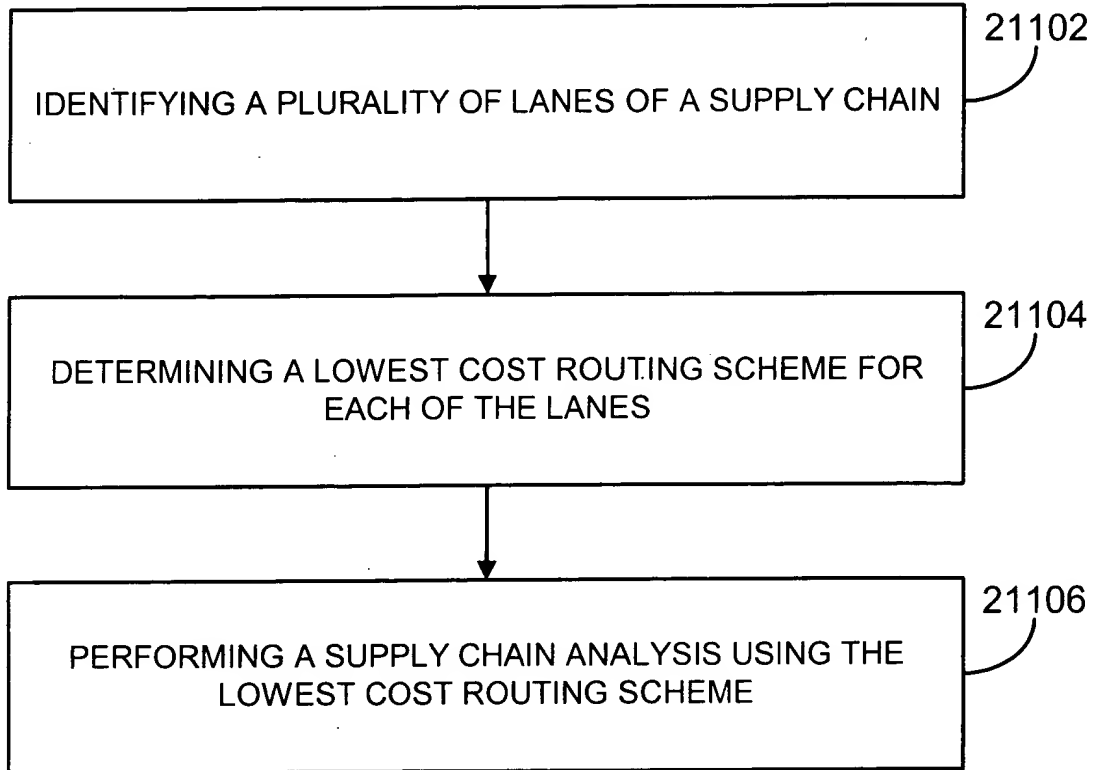 21102
IDENTIFYING A PLURALITY OF LANES OF A SUPPLY CHAIN
21104
DETERMINING A LOWEST COST ROUTING SCHEME FOR
EACH OF THE LANES
21106
PERFORMING A SUPPLY CHAIN ANALYSIS USING THE
LOWEST COST ROUTING SCHEME